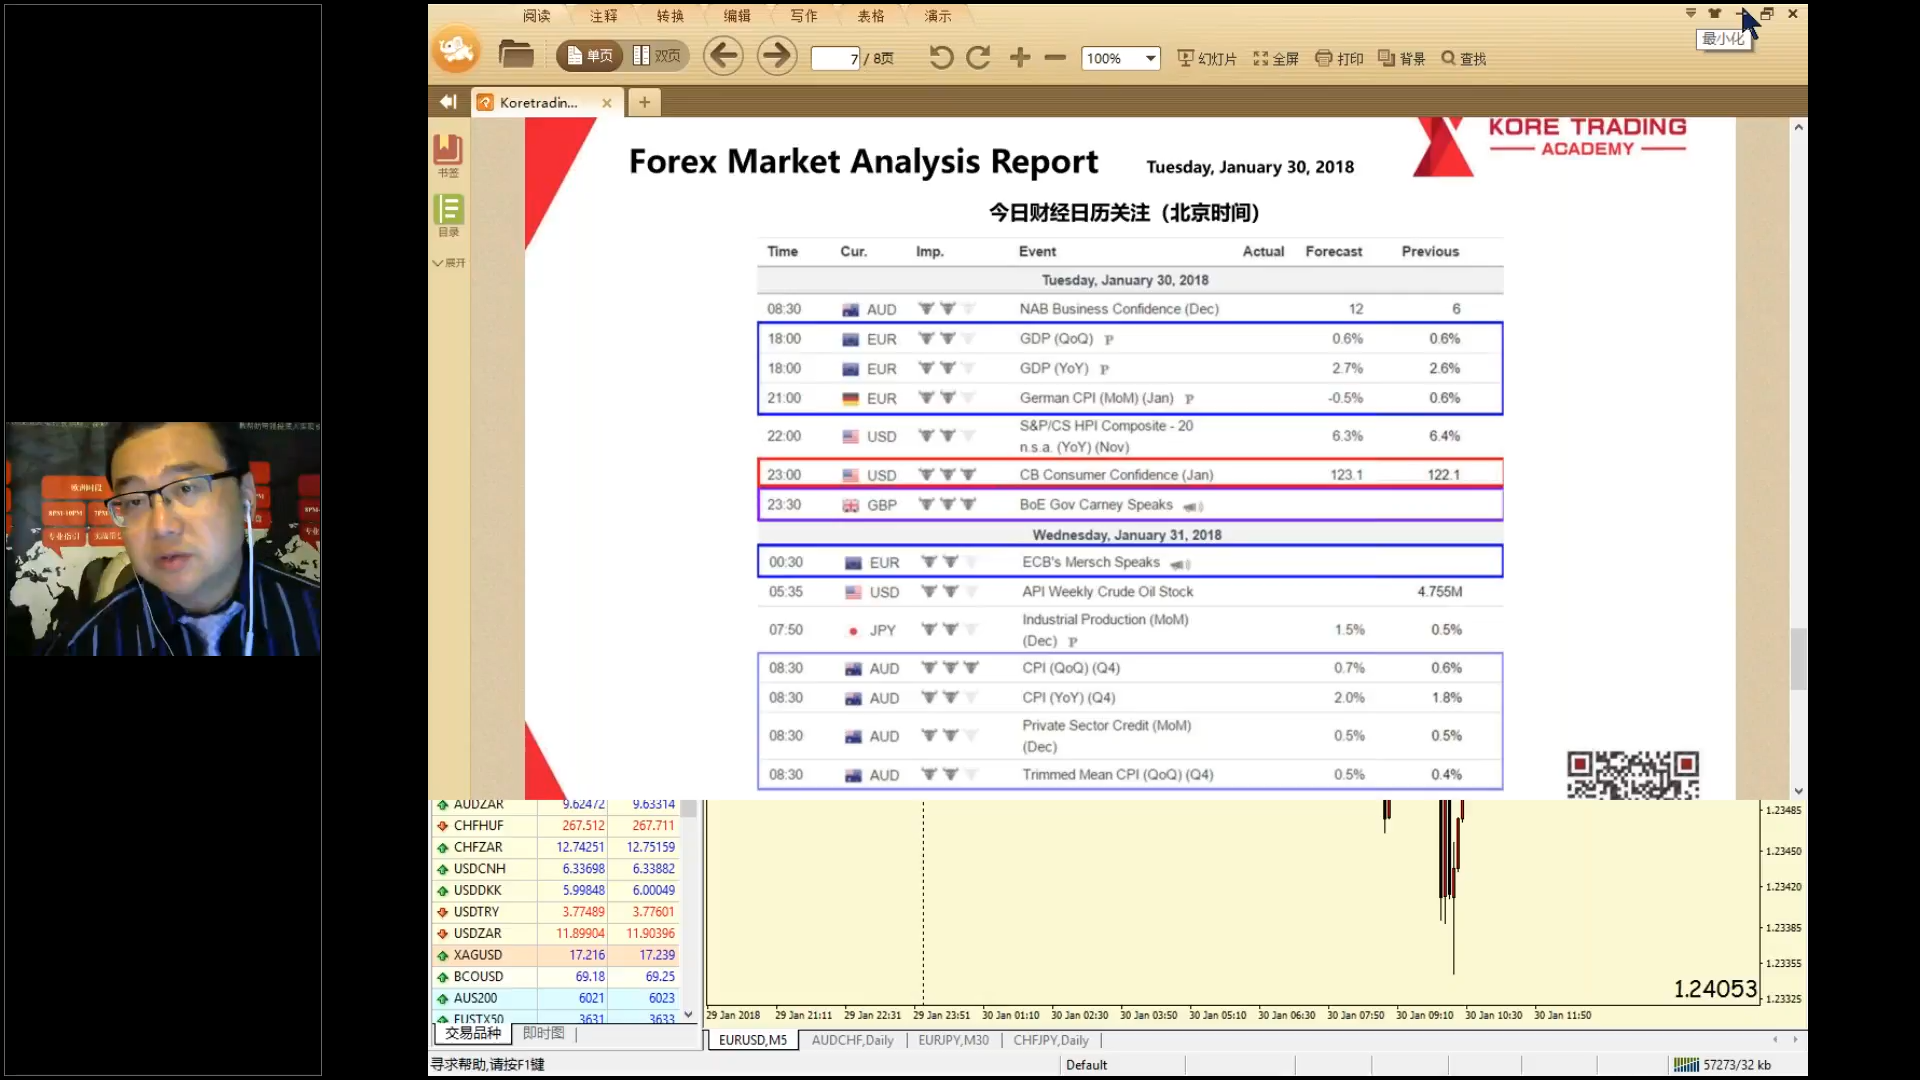 阅读 注释 转换 编辑 写作 表格 演示
最小化
单页 双页 7 / 8页 100% 幻灯片 全屏 打印 背景 查找
Koretradin...
书签
目录
展开
KORE TRADING
ACADEMY
Forex Market Analysis Report Tuesday, January 30, 2018
今日财经日历关注（北京时间）
Time Cur. Imp. Event Actual Forecast Previous
Tuesday, January 30, 2018
08:30 AUD NAB Business Confidence (Dec) 12 6
18:00 EUR GDP (QoQ) P 0.6% 0.6%
18:00 EUR GDP (YoY) P 2.7% 2.6%
21:00 EUR German CPI (MoM) (Jan) P -0.5% 0.6%
22:00 USD S&P/CS HPI Composite - 20 n.s.a. (YoY) (Nov) 6.3% 6.4%
23:00 USD CB Consumer Confidence (Jan) 123.1 122.1
23:30 GBP BoE Gov Carney Speaks
Wednesday, January 31, 2018
00:30 EUR ECB's Mersch Speaks
05:35 USD API Weekly Crude Oil Stock 4.755M
07:50 JPY Industrial Production (MoM) (Dec) P 1.5% 0.5%
08:30 AUD CPI (QoQ) (Q4) 0.7% 0.6%
08:30 AUD CPI (YoY) (Q4) 2.0% 1.8%
08:30 AUD Private Sector Credit (MoM) (Dec) 0.5% 0.5%
08:30 AUD Trimmed Mean CPI (QoQ) (Q4) 0.5% 0.4%
欧洲时段
8PM-10PM
专业指引
AUDZAR 9.62472 9.63314
CHFHUF 267.512 267.711
CHFZAR 12.74251 12.75159
USDCNH 6.33698 6.33882
USDDKK 5.99848 6.00049
USDTRY 3.77489 3.77601
USDZAR 11.89904 11.90396
XAGUSD 17.216 17.239
BCOUSD 69.18 69.25
AUS200 6021 6023
EUSTX50 3631 3633
交易品种 即时图
1.23485
1.23450
1.23420
1.23385
1.23355
1.24053
1.23325
29 Jan 2018 29 Jan 21:11 29 Jan 22:31 29 Jan 23:51 30 Jan 01:10 30 Jan 02:30 30 Jan 03:50 30 Jan 05:10 30 Jan 06:30 30 Jan 07:50 30 Jan 09:10 30 Jan 10:30 30 Jan 11:50
EURUSD,M5 AUDCHF,Daily EURJPY,M30 CHFJPY,Daily
寻求帮助,请按F1键 Default 57273/32 kb